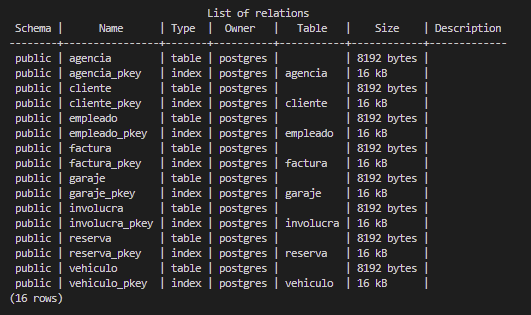 List of relations
 Schema |      Name      | Type  |  Owner   |   Table   |    Size    | Description
--------+----------------+-------+----------+-----------+------------+-------------
 public | agencia        | table | postgres |           | 8192 bytes |
 public | agencia_pkey   | index | postgres | agencia   | 16 kB      |
 public | cliente        | table | postgres |           | 8192 bytes |
 public | cliente_pkey   | index | postgres | cliente   | 16 kB      |
 public | empleado       | table | postgres |           | 8192 bytes |
 public | empleado_pkey  | index | postgres | empleado  | 16 kB      |
 public | factura        | table | postgres |           | 8192 bytes |
 public | factura_pkey   | index | postgres | factura   | 16 kB      |
 public | garaje         | table | postgres |           | 8192 bytes |
 public | garaje_pkey    | index | postgres | garaje    | 16 kB      |
 public | involucra      | table | postgres |           | 8192 bytes |
 public | involucra_pkey | index | postgres | involucra | 16 kB      |
 public | reserva        | table | postgres |           | 8192 bytes |
 public | reserva_pkey   | index | postgres | reserva   | 16 kB      |
 public | vehiculo       | table | postgres |           | 8192 bytes |
 public | vehiculo_pkey  | index | postgres | vehiculo  | 16 kB      |
(16 rows)